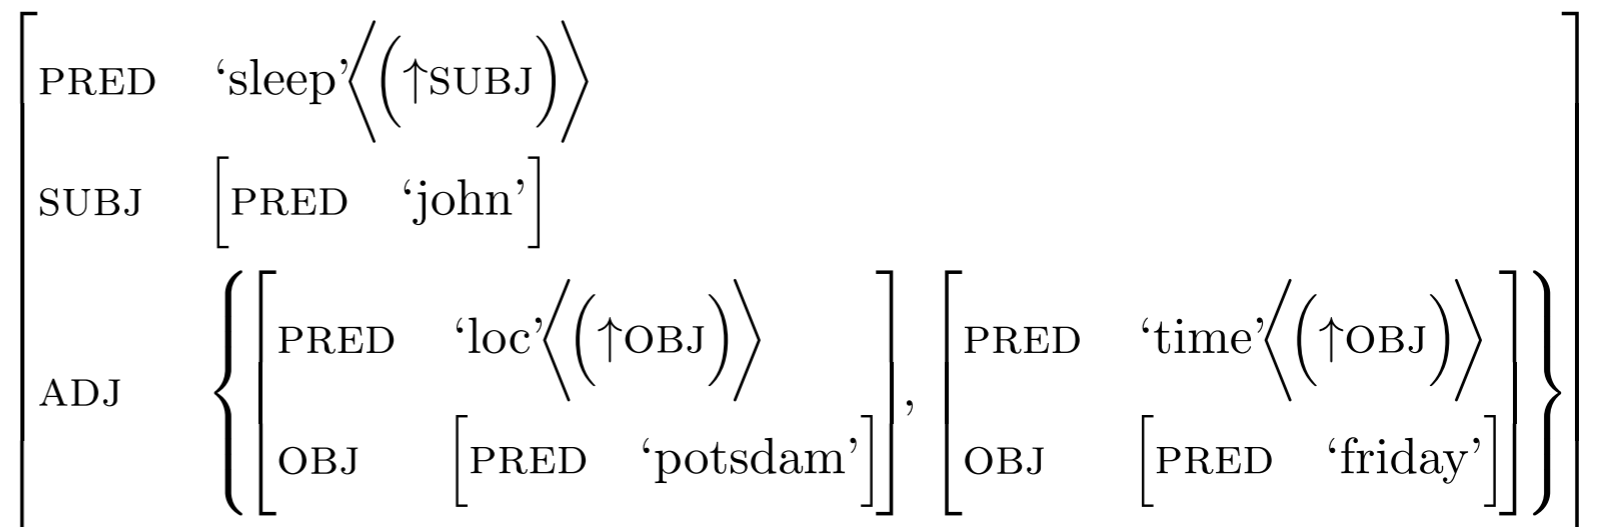 PRED ‘sleep’⟨(↑SUBJ)⟩
SUBJ [PRED ‘john’]
ADJ {[PRED ‘loc’⟨(↑OBJ)⟩ OBJ [PRED ‘potsdam’]], [PRED ‘time’⟨(↑OBJ)⟩ OBJ [PRED ‘friday’]]}